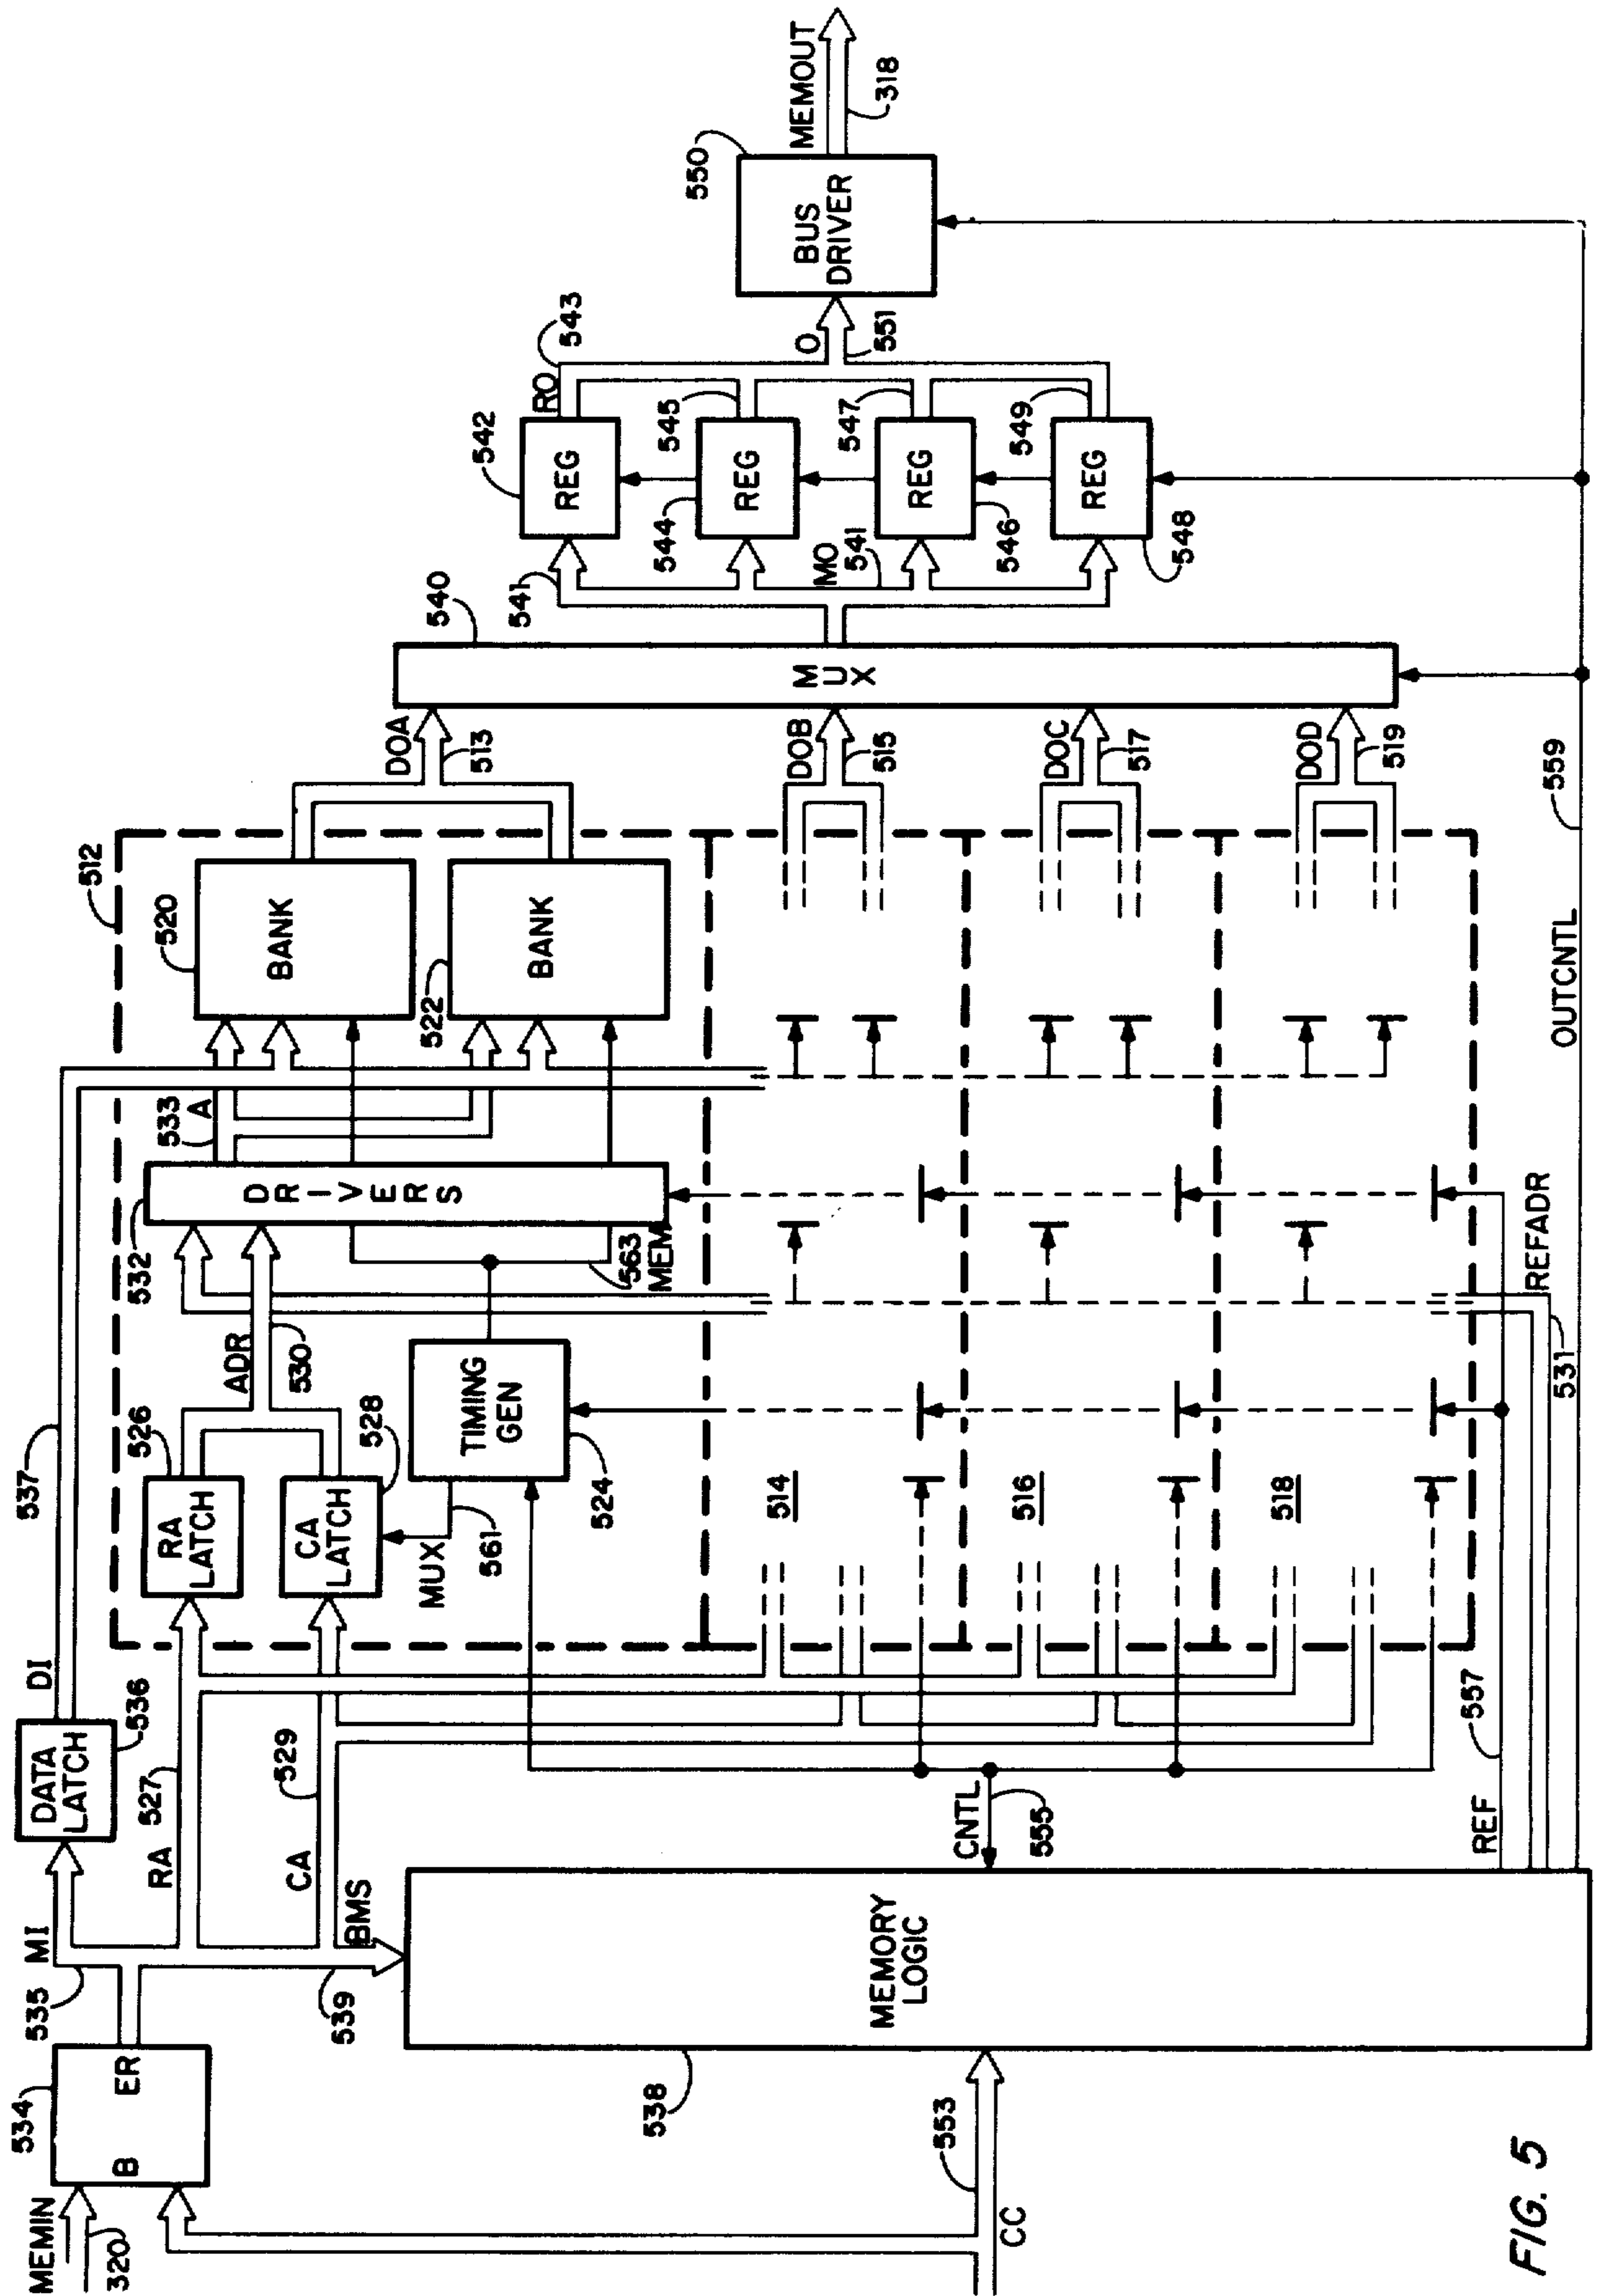 MEMIN
320
534
B ER
535
MI
DATA
LATCH
536
DI
537
RA
527
CA
529
539
BMS
538
MEMORY
LOGIC
553
CC
CNTL
555
REF
557
512
RA
LATCH
526
CA
LATCH
528
ADR
530
MUX
561
TIMING
GEN
524
532
DRIVERS
533
A
563
MEM
520
BANK
522
BANK
514
516
518
REFADR
531
OUTCNTL
559
DOA
513
DOB
515
DOC
517
DOD
519
540
MUX
541
MO
541
542
REG
544
REG
REG
546
REG
548
RO
543
545
547
549
O
551
550
BUS
DRIVER
MEMOUT
318
FIG. 5